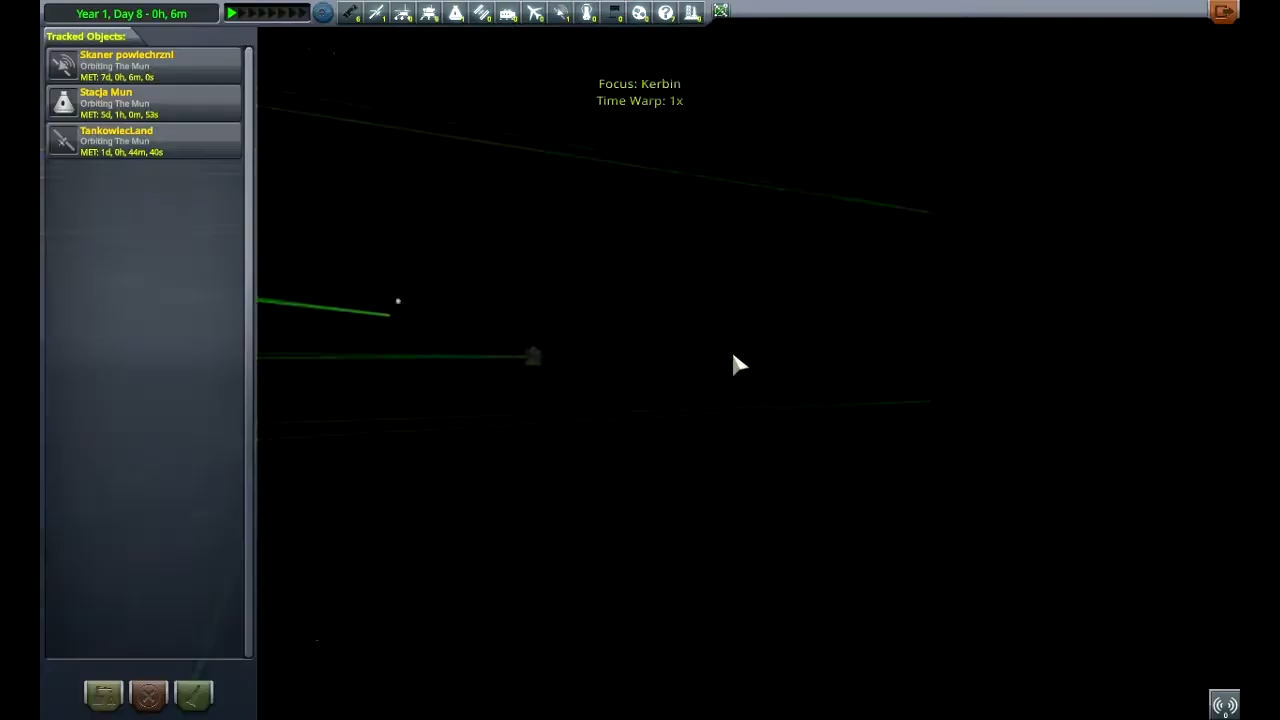 Year 1, Day 8 - 0h, 6m
Tracked Objects:
Skaner powiechrznI
Orbiting The Mun
MET: 7d, 0h, 6m, 0s
Stacja Mun
Orbiting The Mun
MET: 5d, 1h, 0m, 53s
TankowiecLand
Orbiting The Mun
MET: 1d, 0h, 44m, 40s
Focus: Kerbin
Time Warp: 1x